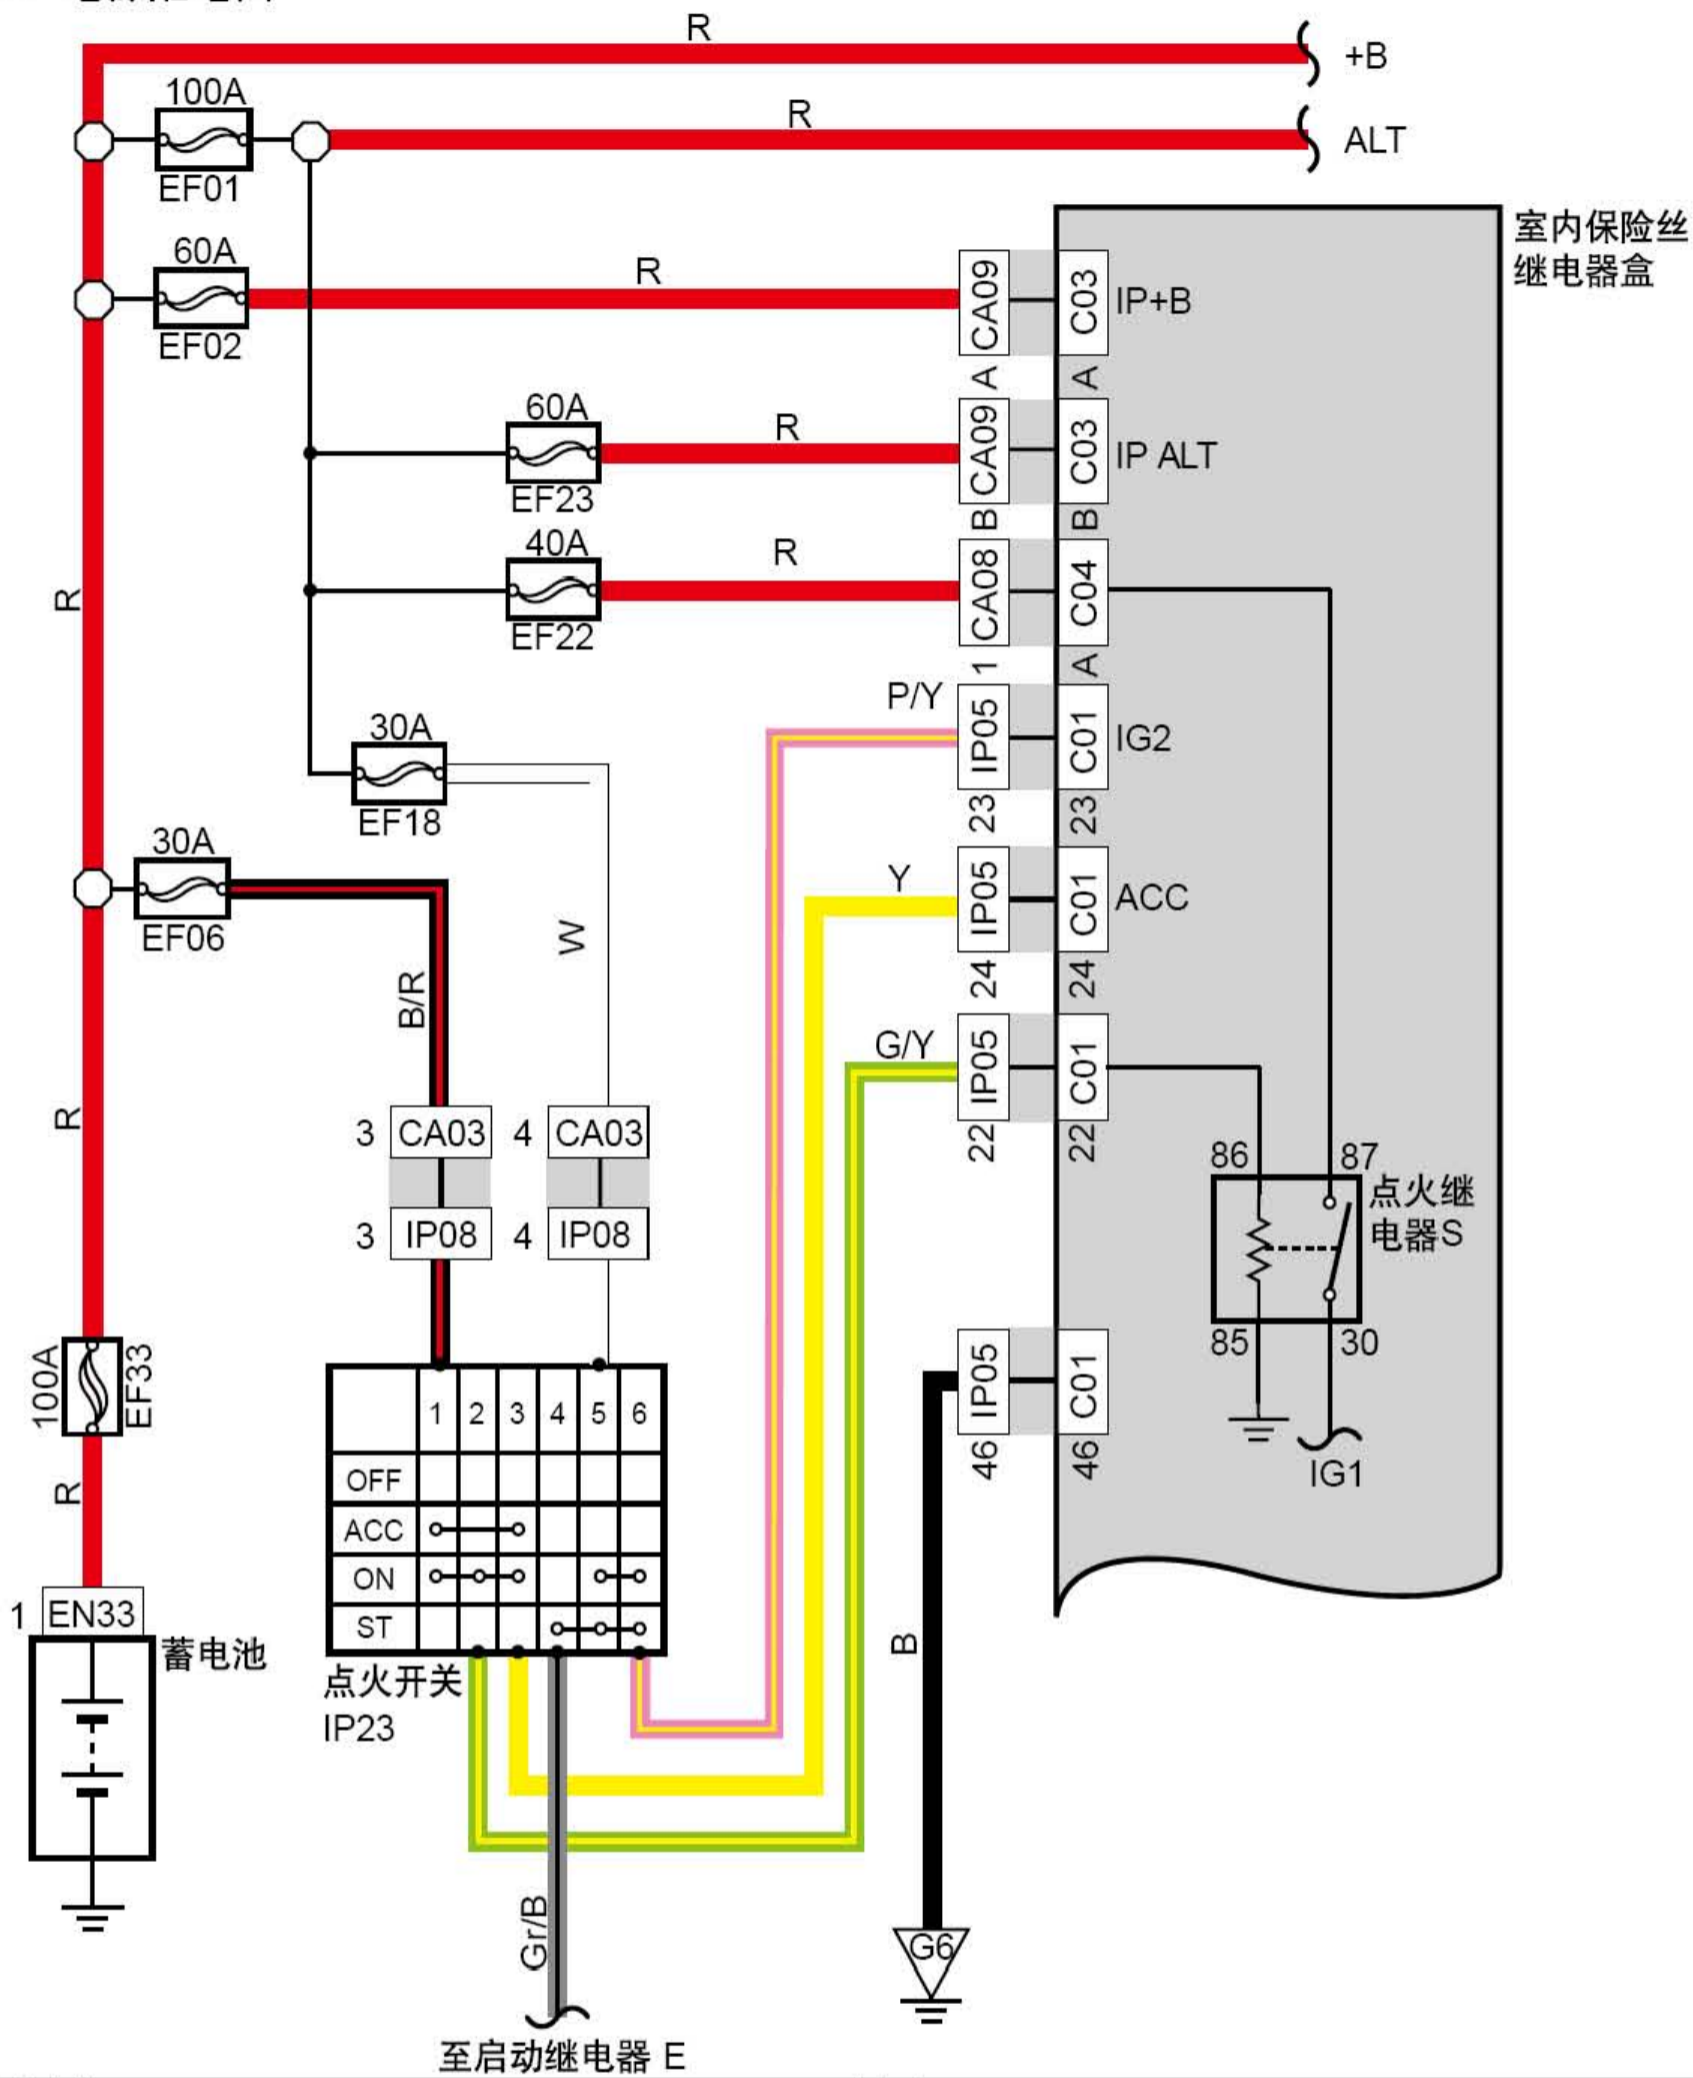 R
+B
100A
R
ALT
EF01
室内保险丝
继电器盒
60A
R
CA09
C03
IP+B
EF02
A
A
60A
R
CA09
C03
IP ALT
EF23
B
B
40A
R
CA08
C04
EF22
R
1
A
P/Y
IP05
C01
IG2
30A
EF18
23
23
30A
Y
IP05
C01
ACC
EF06
W
B/R
24
24
G/Y
IP05
C01
R
3
CA03
4
CA03
22
22
86
87
点火继
电器S
3
IP08
4
IP08
85
30
100A
EF33
IP05
C01
1
2
3
4
5
6
46
46
IG1
OFF
R
ACC
ON
ST
1
EN33
蓄电池
B
点火开关
IP23
Gr/B
G6
至启动继电器 E